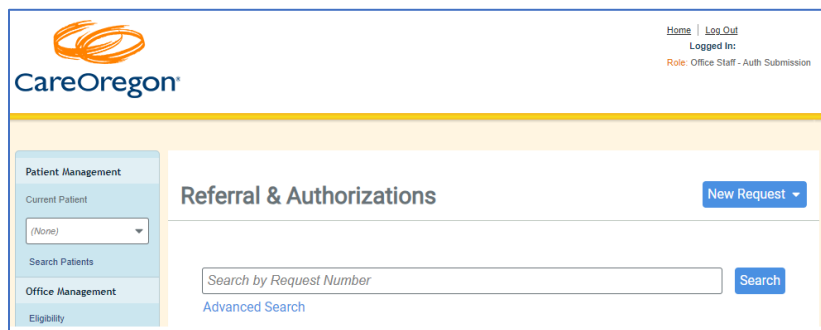 Home | Log Out
Logged In:
Role: Office Staff - Auth Submission
CareOregon®
Patient Management
Current Patient
(None)
Search Patients
Office Management
Eligibility
Referral & Authorizations
New Request
Search by Request Number
Search
Advanced Search